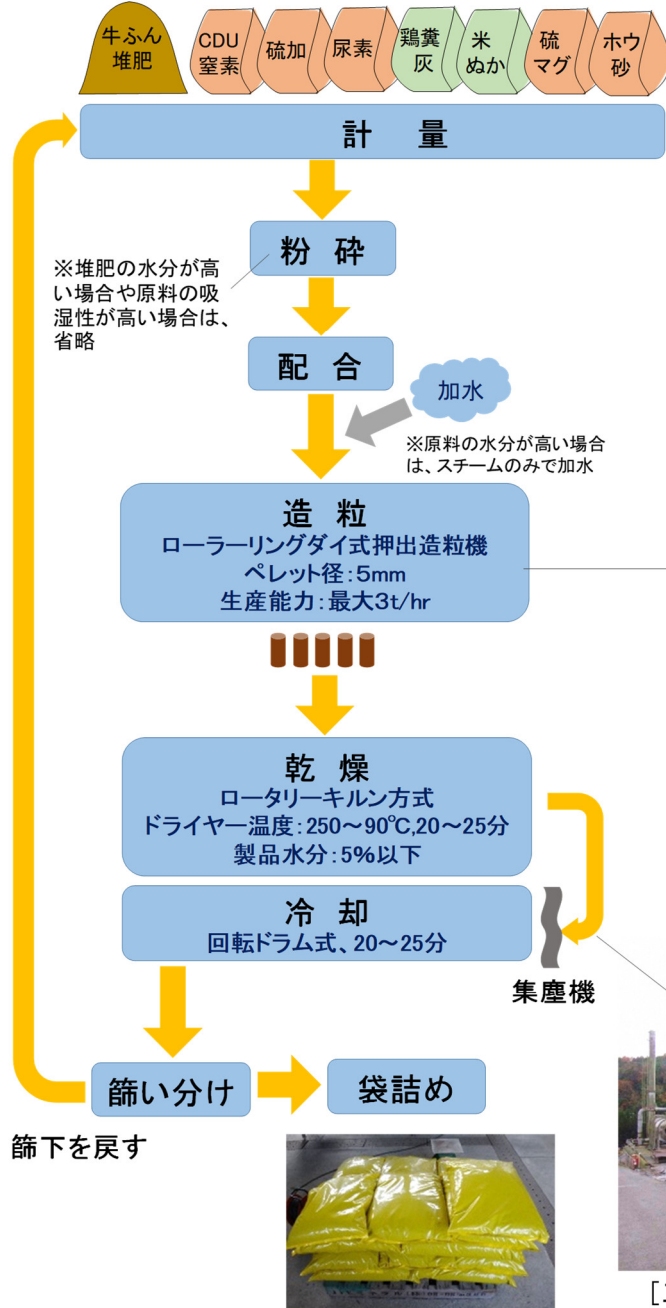 牛ふん
堆肥
CDU
窒素
硫加
尿素
鶏糞
灰
米
ぬか
硫
マグ
ホウ
砂
計 量
粉 砕
※堆肥の水分が高
い場合や原料の吸
湿性が高い場合は、
省略
配 合
加水
※原料の水分が高い場合
は、スチームのみで加水
造 粒
ローラーリングダイ式押出造粒機
ペレット径:5mm
生産能力:最大3t/hr
乾 燥
ロータリーキルン方式
ドライヤー温度:250～90℃,20～25分
製品水分:5%以下
冷 却
回転ドラム式、20～25分
集塵機
篩い分け
袋詰め
篩下を戻す